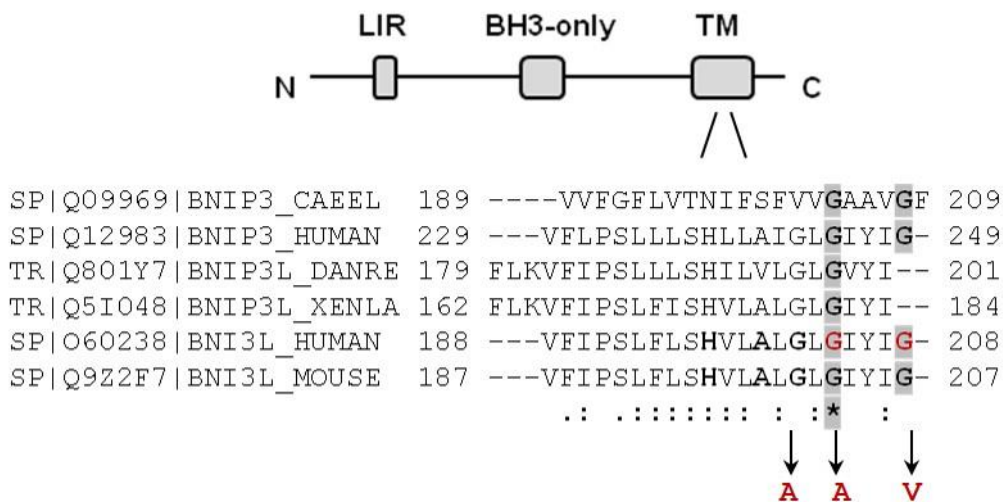 LIR BH3-only TM
N C
SP|Q09969|BNIP3_CAEEL 189 ----VVFGFLVTNIFSFVVGAAVGF 209
SP|Q12983|BNIP3_HUMAN 229 ---VFLPSLLLSHLLAIGLGIYIG- 249
TR|Q801Y7|BNIP3L_DANRE 179 FLKVFIPSLLLSHILVLGLGVYI-- 201
TR|Q5I048|BNIP3L_XENLA 162 FLKVFIPSLFISHVLALGLGIYI-- 184
SP|O60238|BNI3L_HUMAN 188 ---VFIPSLFLSHVLALGLGIYIG- 208
SP|Q9Z2F7|BNI3L_MOUSE 187 ---VFIPSLFLSHVLALGLGIYIG- 207
.: .::::::: : :* :
A A V